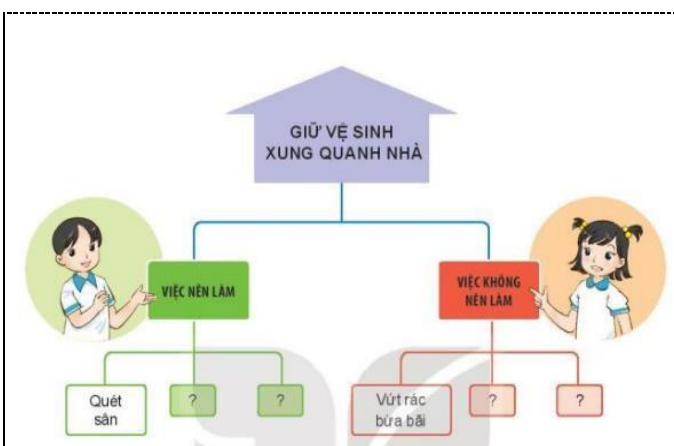 GIỮ VỆ SINH
XUNG QUANH NHÀ
VIỆC NÊN LÀM
VIỆC KHÔNG
NÊN LÀM
Quét
sân
?
?
Vứt rác
bừa bãi
?
?